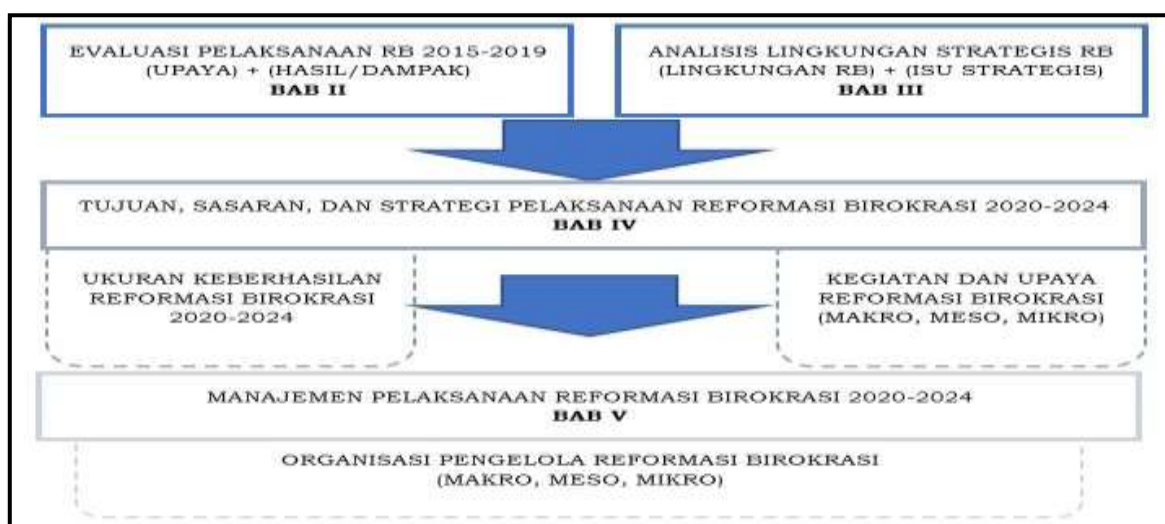 EVALUASI PELAKSANAAN RB 2015-2019
(UPAYA) + (HASIL/DAMPAK)
BAB II
ANALISIS LINGKUNGAN STRATEGIS RB
(LINGKUNGAN RB) + (ISU STRATEGIS)
BAB III
TUJUAN, SASARAN, DAN STRATEGI PELAKSANAAN REFORMASI BIROKRASI 2020-2024
BAB IV
UKURAN KEBERHASILAN
REFORMASI BIROKRASI
2020-2024
KEGIATAN DAN UPAYA
REFORMASI BIROKRASI
(MAKRO, MESO, MIKRO)
MANAJEMEN PELAKSANAAN REFORMASI BIROKRASI 2020-2024
BAB V
ORGANISASI PENGELOLA REFORMASI BIROKRASI
(MAKRO, MESO, MIKRO)